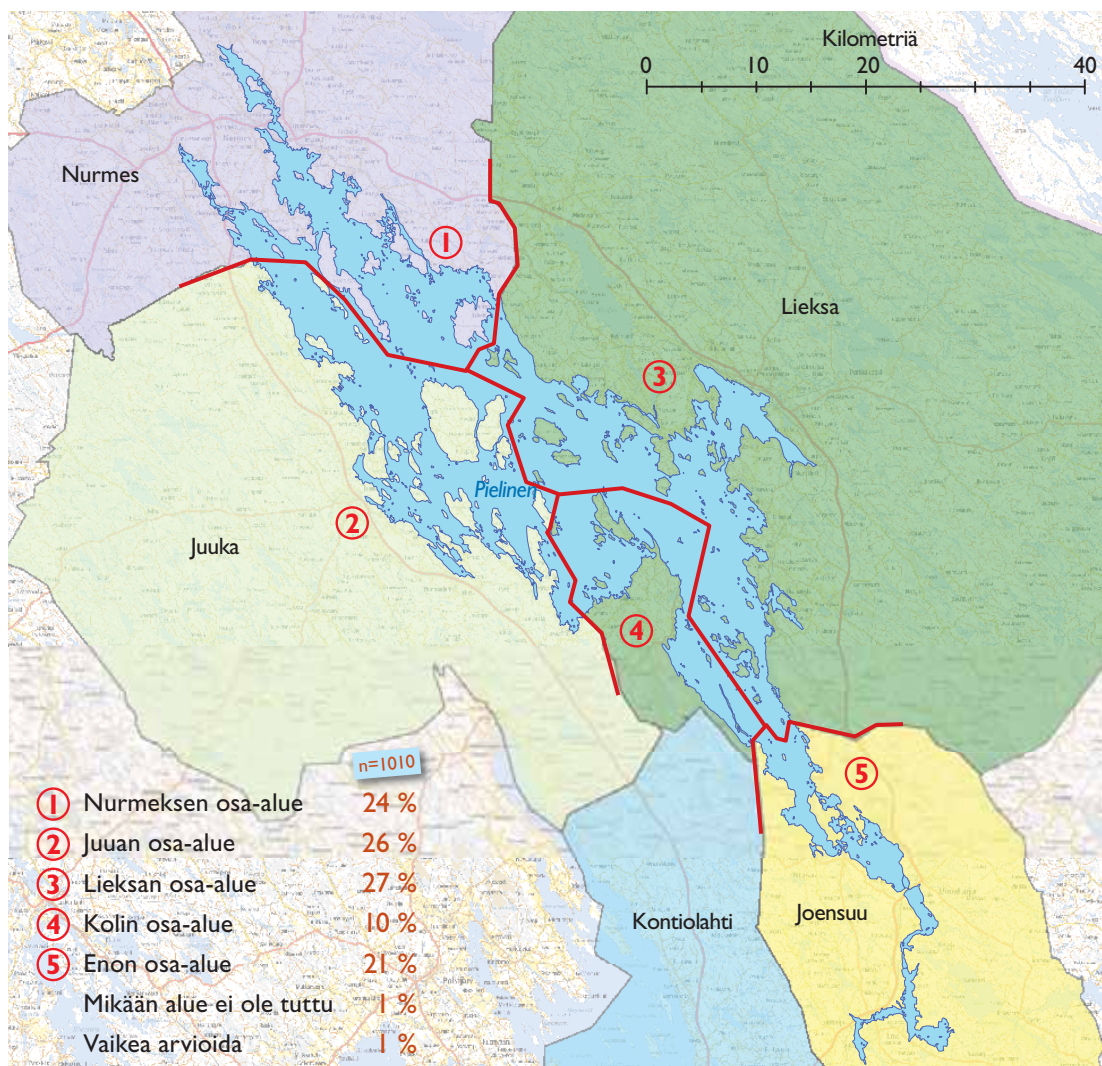 Kilometriä
0 10 20 40
Nurmes
1
Lieksa
3
Pielinen
2
Juuka
4
5
n=1010
1 Nurmeksen osa-alue 24 %
2 Juuan osa-alue 26 %
3 Lieksan osa-alue 27 %
4 Kolin osa-alue 10 %
5 Enon osa-alue 21 %
Mikään alue ei ole tuttu 1 %
Vaikea arvioida 1 %
Kontiolahti
Joensuu